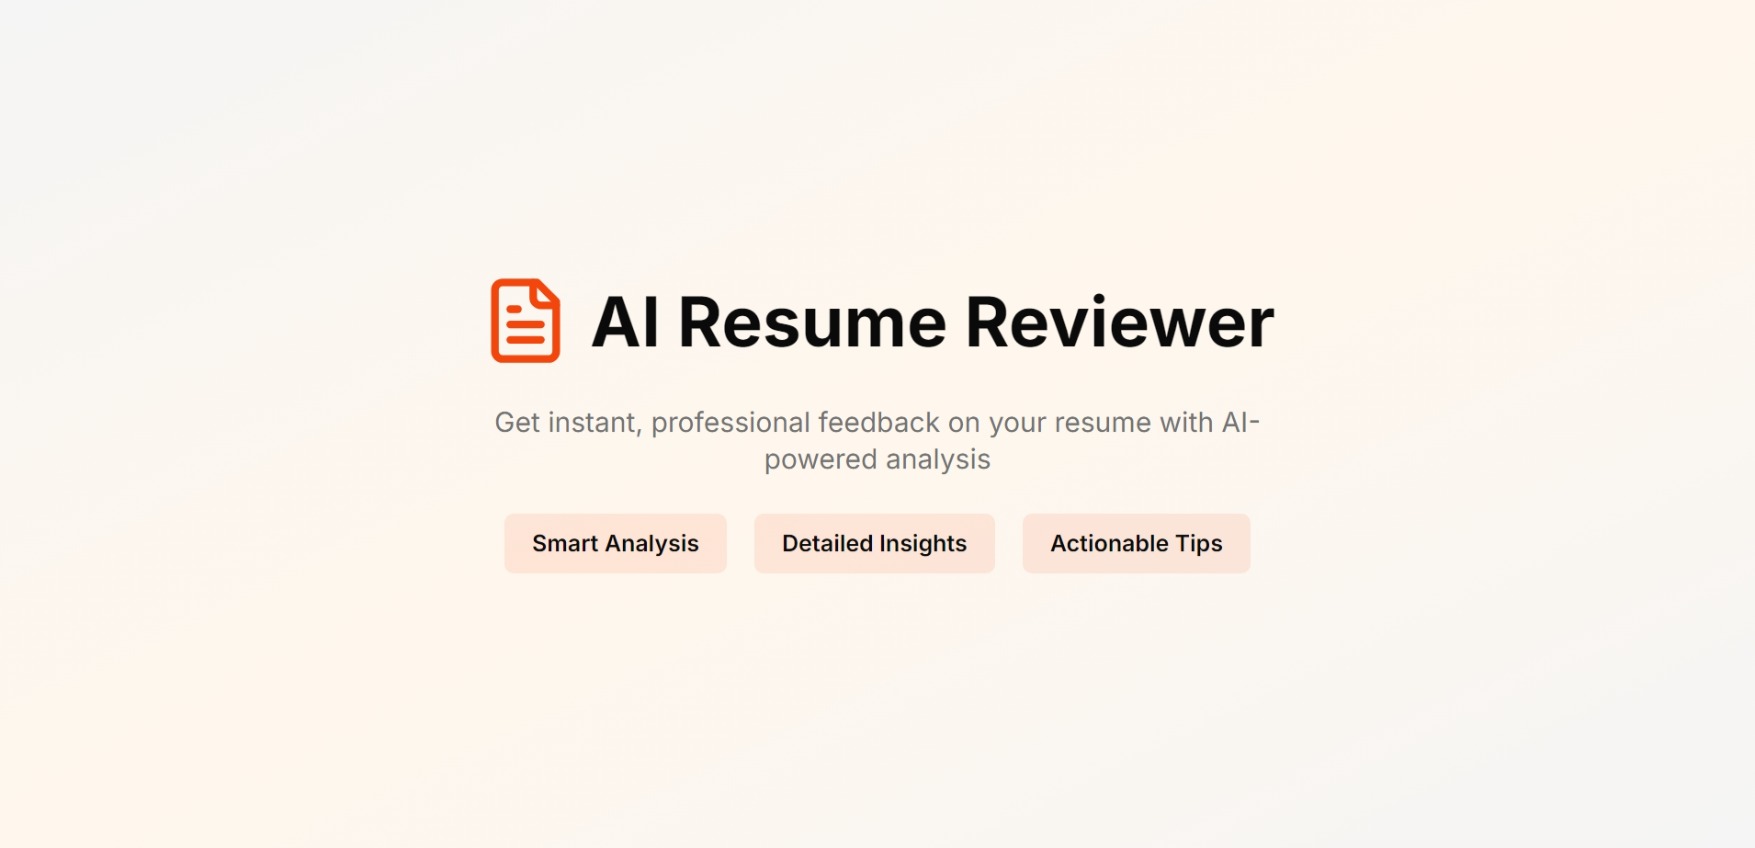 AI Resume Reviewer
Get instant, professional feedback on your resume with AI-
powered analysis
Smart Analysis
Detailed Insights
Actionable Tips